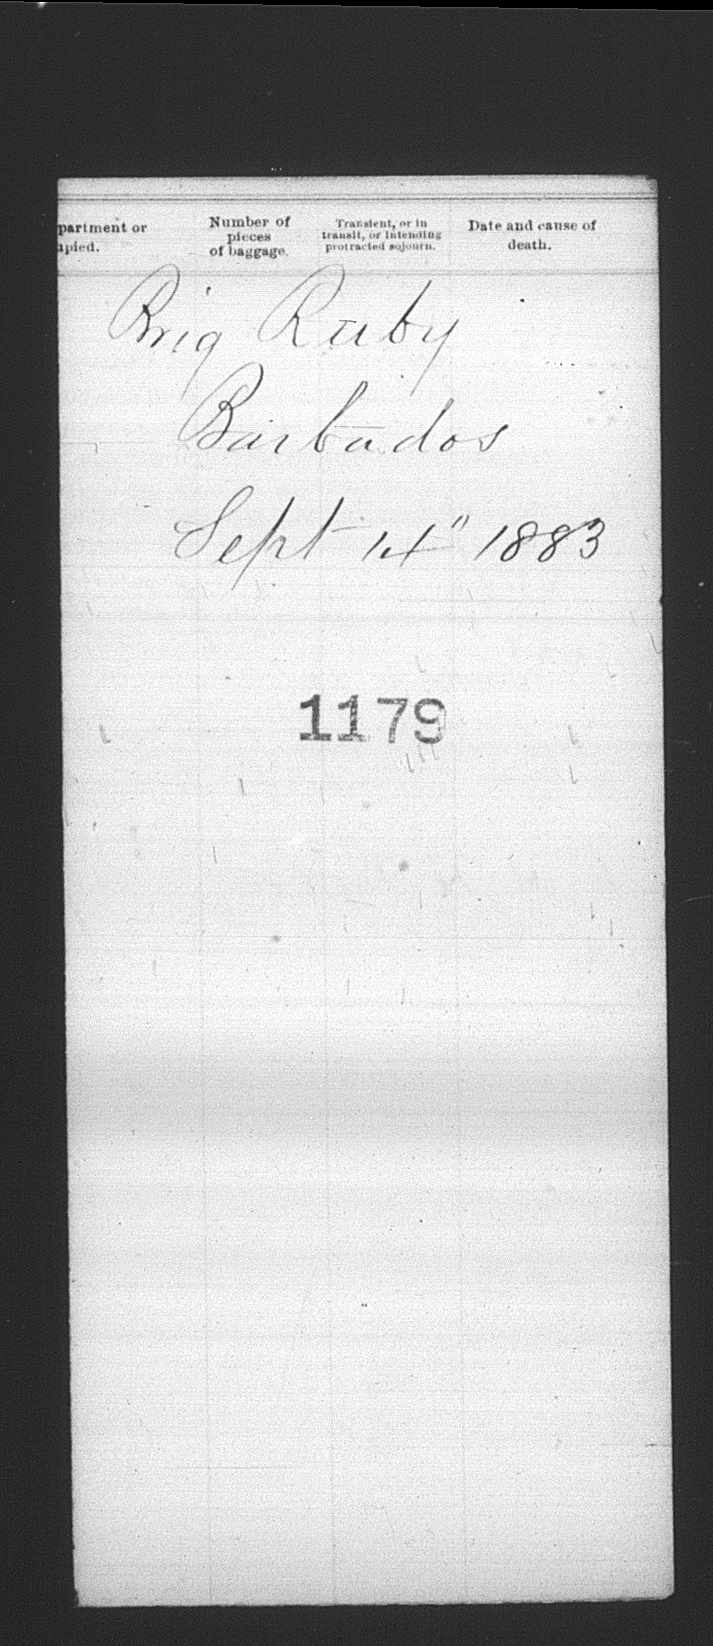 partment or
upied.
Number of
pieces
of baggage.
Transient, or in
transit, or intending
protracted sojourn.
Date and cause of
death.
Brig Ruby
Barbados
Sept 14" 1883
1179